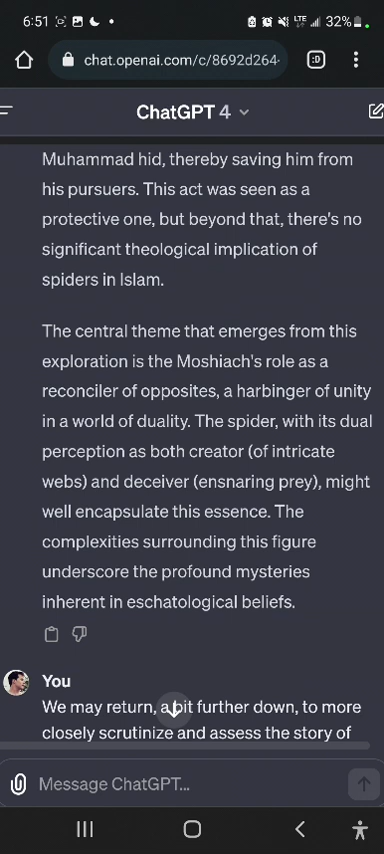 6:51
LTE
32%
chat.openai.com/c/8692d264-
:D
ChatGPT 4
Muhammad hid, thereby saving him from
his pursuers. This act was seen as a
protective one, but beyond that, there's no
significant theological implication of
spiders in Islam.
The central theme that emerges from this
exploration is the Moshiach's role as a
reconciler of opposites, a harbinger of unity
in a world of duality. The spider, with its dual
perception as both creator (of intricate
webs) and deceiver (ensnaring prey), might
well encapsulate this essence. The
complexities surrounding this figure
underscore the profound mysteries
inherent in eschatological beliefs.
You
We may return, a bit further down, to more
closely scrutinize and assess the story of
Message ChatGPT...